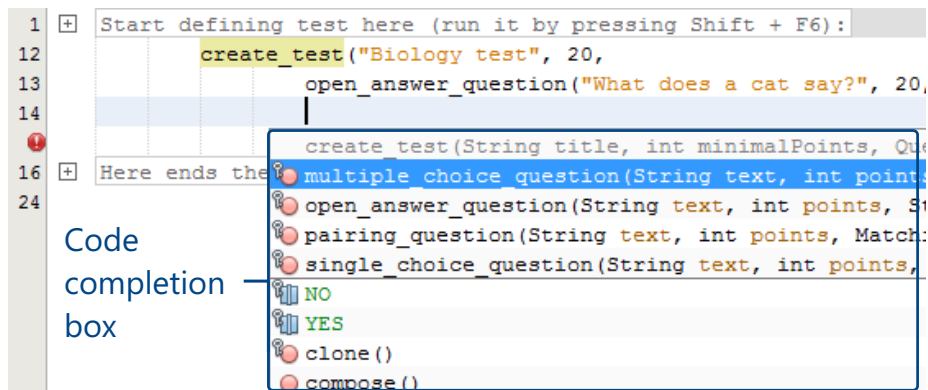 1 Start defining test here (run it by pressing Shift + F6):
12 create_test("Biology test", 20,
13 open_answer_question("What does a cat say?", 20,
14
create_test(String title, int minimalPoints, Que
16 Here ends the
multiple_choice_question(String text, int points
24
open_answer_question(String text, int points, St
pairing_question(String text, int points, Matchi
single_choice_question(String text, int points,
Code
completion
box
NO
YES
clone()
compose()